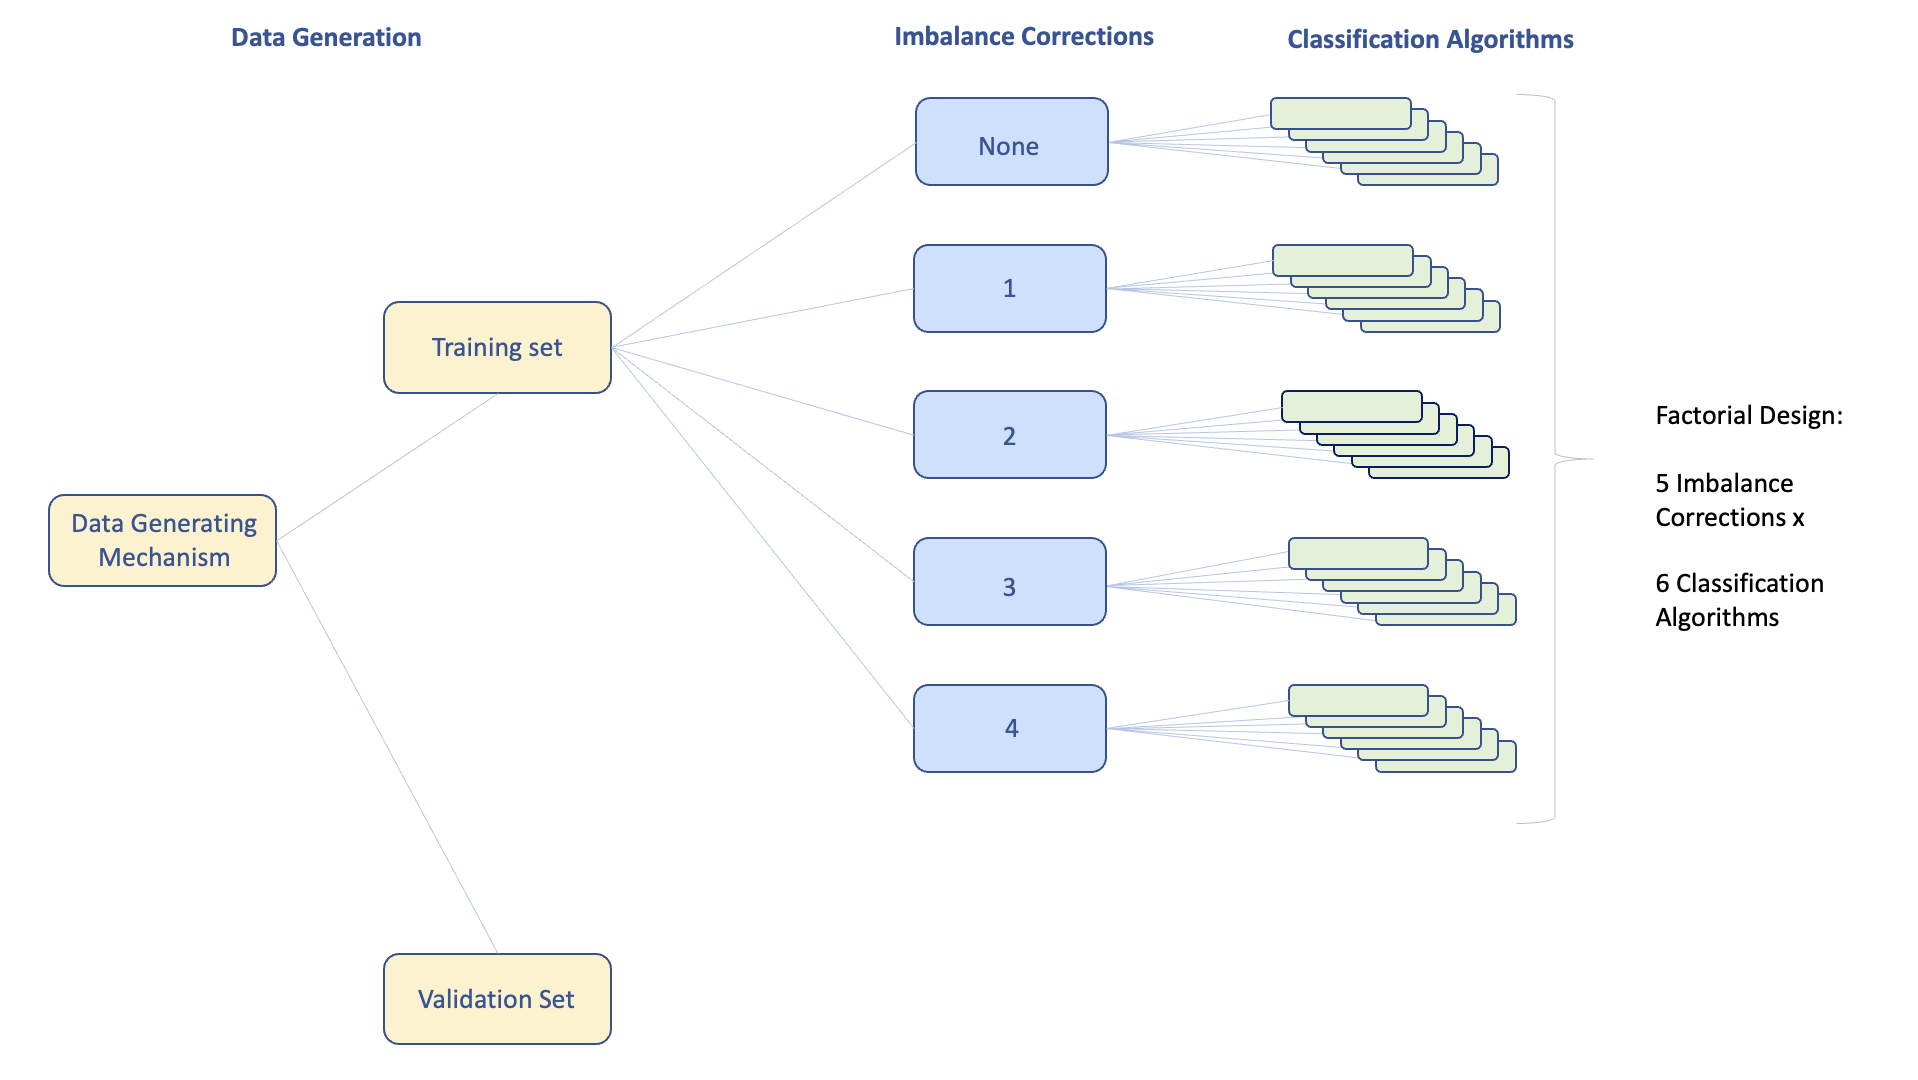 Data Generation
Imbalance Corrections
Classification Algorithms
None
1
Training set
2
Factorial Design:
5 Imbalance
Corrections x
Data Generating
Mechanism
3
6 Classification
Algorithms
4
Validation Set